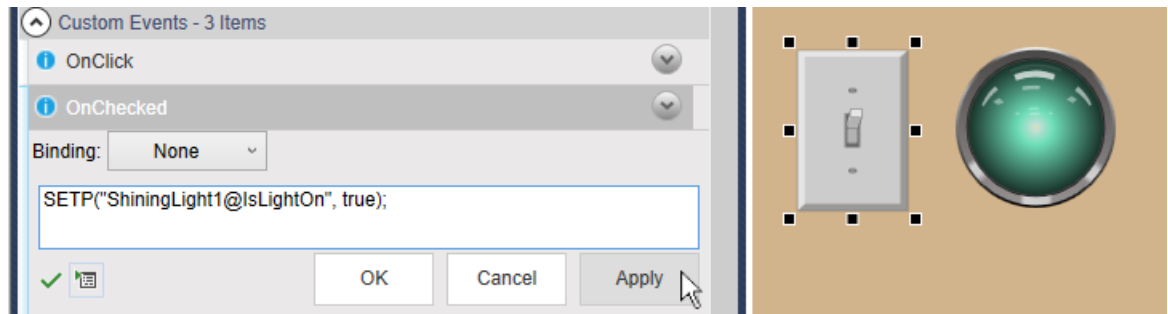 Custom Events - 3 Items
OnClick
OnChecked
Binding: None
SETP("ShiningLight1@IsLightOn", true);
OK Cancel Apply